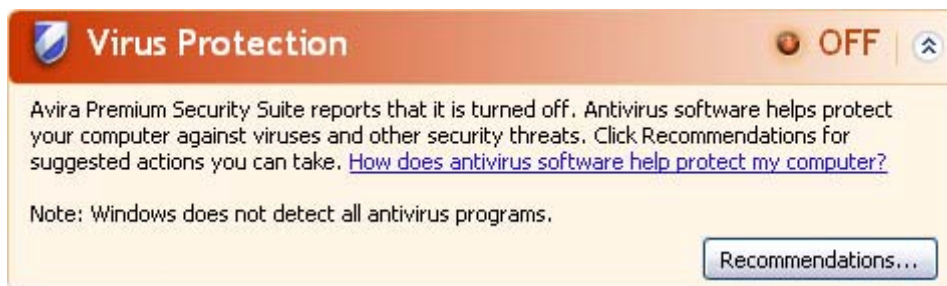 Virus Protection OFF
Avira Premium Security Suite reports that it is turned off. Antivirus software helps protect
your computer against viruses and other security threats. Click Recommendations for
suggested actions you can take. How does antivirus software help protect my computer?
Note: Windows does not detect all antivirus programs.
Recommendations...